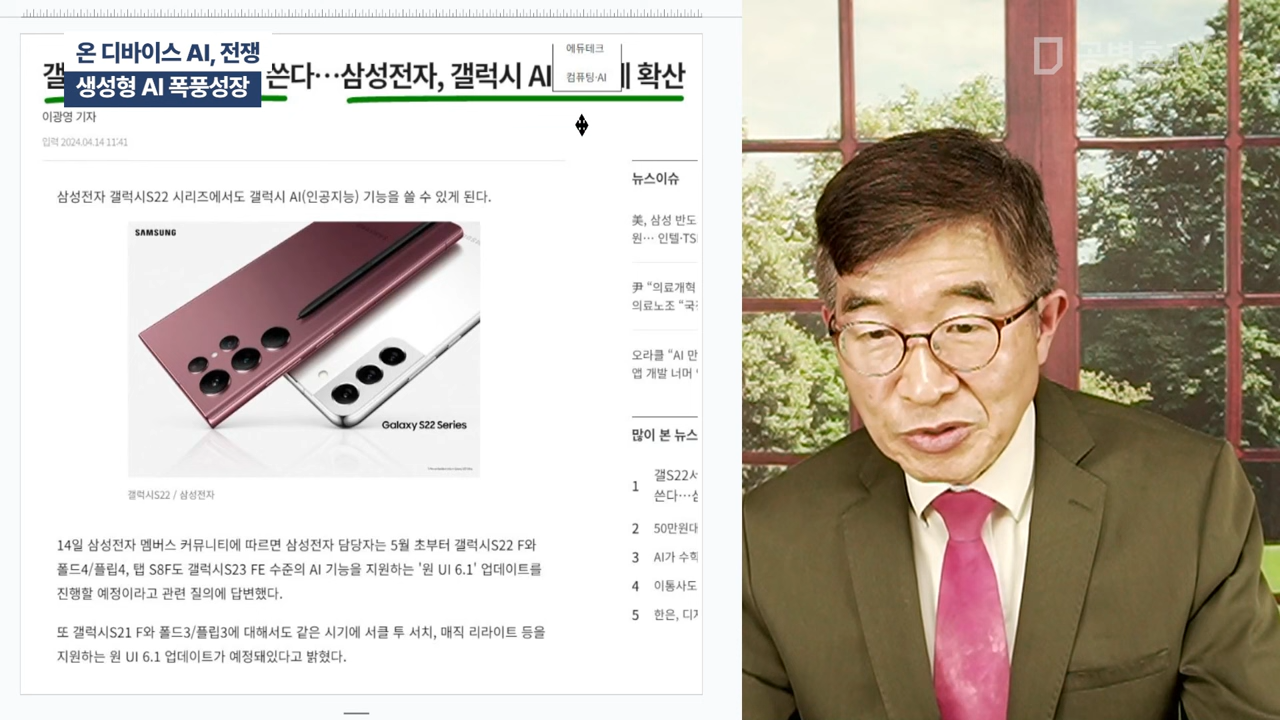 온 디바이스 AI, 전쟁
생성형 AI 폭풍성장
갤
쓴다…삼성전자, 갤럭시 AI
확산
에듀테크
컴퓨팅·AI
이광영 기자
입력 2024.04.14 11:41
삼성전자 갤럭시S22 시리즈에서도 갤럭시 AI(인공지능) 기능을 쓸 수 있게 된다.
SAMSUNG
Galaxy S22 Series
갤럭시S22 / 삼성전자
14일 삼성전자 멤버스 커뮤니티에 따르면 삼성전자 담당자는 5월 초부터 갤럭시S22 F와
폴드4/플립4, 탭 S8F도 갤럭시S23 FE 수준의 AI 기능을 지원하는 '원 UI 6.1' 업데이트를
진행할 예정이라고 관련 질의에 답변했다.
또 갤럭시S21 F와 폴드3/플립3에 대해서도 같은 시기에 서클 투 서치, 매직 리라이트 등을
지원하는 원 UI 6.1 업데이트가 예정돼있다고 밝혔다.
뉴스이슈
美, 삼성 반도
원… 인텔·TS
尹 “의료개혁
의료노조 “국
오라클 “AI 만
앱 개발 너머
많이 본 뉴스
1 갤S22서
쓴다…삼
2 50만원대
3 AI가 수학
4 이통사도
5 한은, 디지
공병호TV